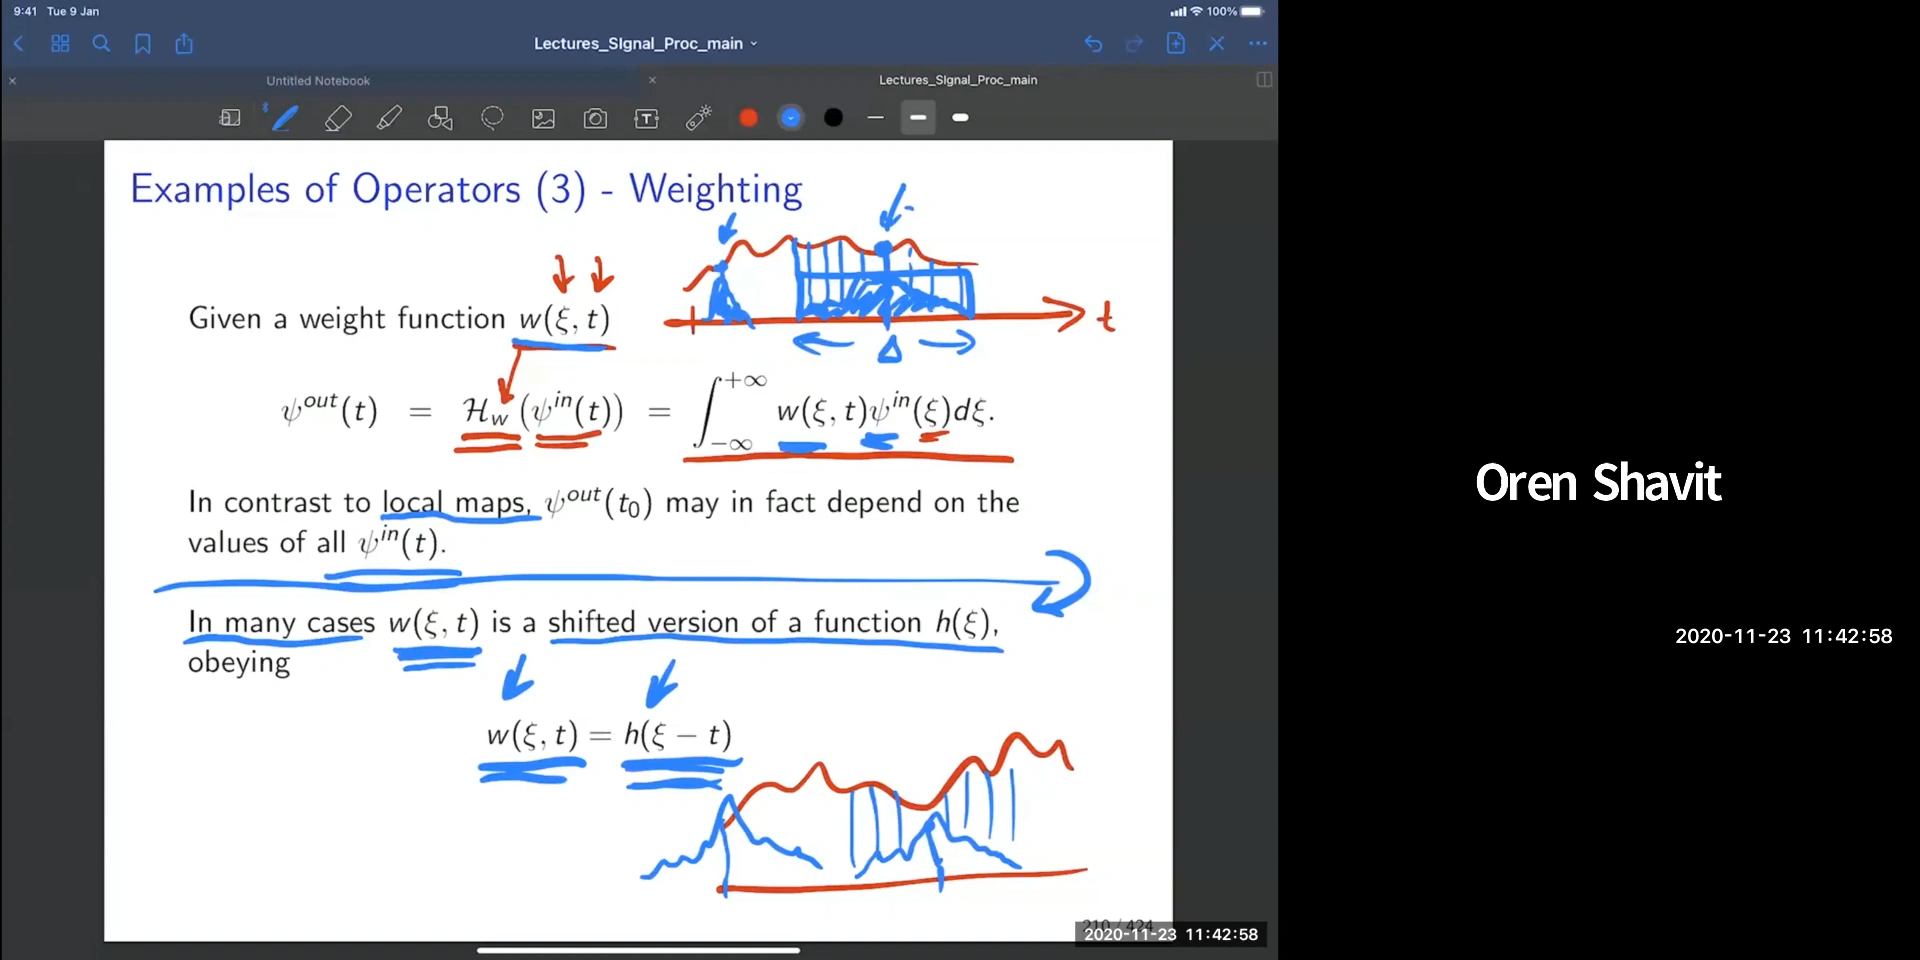 9:41 Tue 9 Jan
100%
Lectures_SIgnal_Proc_main
Untitled Notebook
Lectures_SIgnal_Proc_main
Examples of Operators (3) - Weighting
Given a weight function w(ξ, t)
t
Δ
ψ^out(t) = H_w (ψ^in(t)) = ∫_{−∞}^{+∞} w(ξ, t)ψ^in(ξ)dξ.
In contrast to local maps, ψ^out(t₀) may in fact depend on the
values of all ψ^in(t).
In many cases w(ξ, t) is a shifted version of a function h(ξ),
obeying
w(ξ, t) = h(ξ − t)
210 / 424
2020-11-23 11:42:58
Oren Shavit
2020-11-23 11:42:58